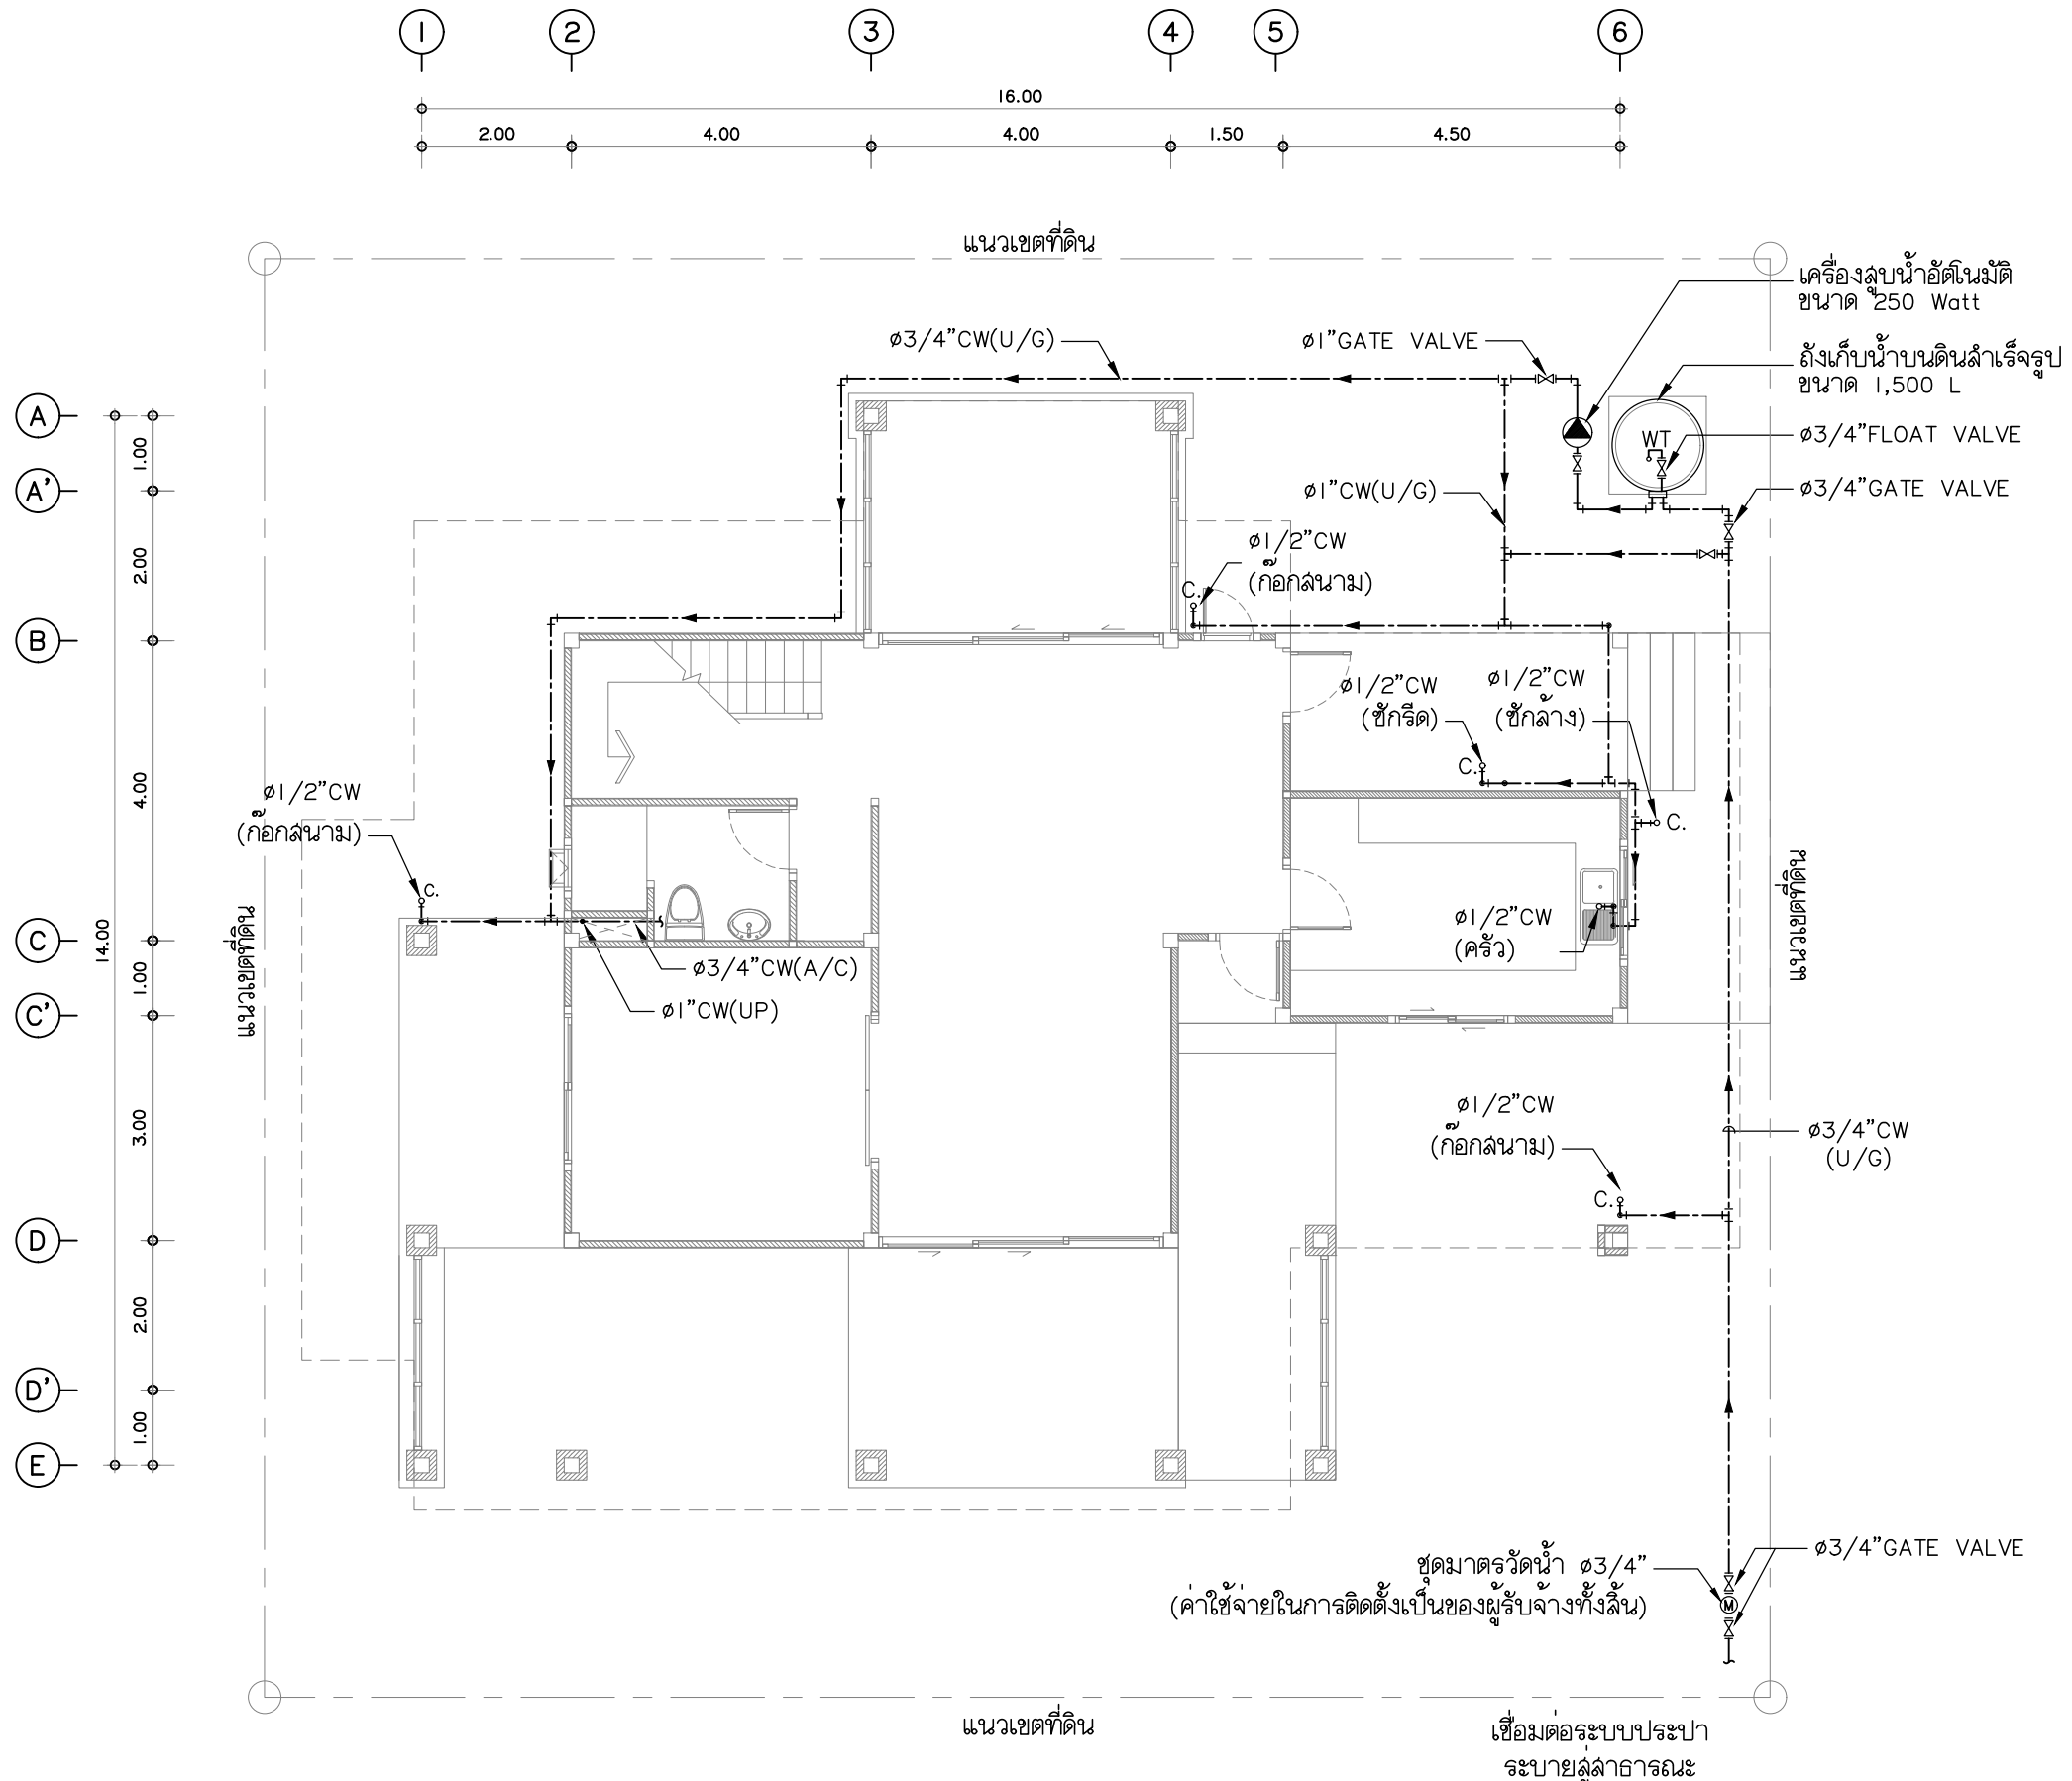 1 2 3 4 5 6
16.00
2.00 4.00 4.00 1.50 4.50
แนวเขตที่ดิน
เครื่องสูบน้ำอัตโนมัติ
ขนาด 250 Watt
ø3/4"CW(U/G)
ø1"GATE VALVE
ถังเก็บน้ำบนดินสำเร็จรูป
ขนาด 1,500 L
A
WT
ø3/4"FLOAT VALVE
1.00
A'
ø1"CW(U/G)
ø3/4"GATE VALVE
ø1/2"CW
(ก๊อกสนาม)
2.00
C.
B
ø1/2"CW
(ซักรีด)
ø1/2"CW
(ซักล้าง)
C.
4.00
ø1/2"CW
(ก๊อกสนาม)
C.
C.
แนวเขตที่ดิน
แนวเขตที่ดิน
ø1/2"CW
(ครัว)
14.00
C
ø3/4"CW(A/C)
1.00
ø1"CW(UP)
C'
3.00
ø1/2"CW
(ก๊อกสนาม)
ø3/4"CW
(U/G)
C.
D
2.00
D'
1.00
E
ชุดมาตรวัดน้ำ ø3/4"
(ค่าใช้จ่ายในการติดตั้งเป็นของผู้รับจ้างทั้งสิ้น)
ø3/4"GATE VALVE
M
แนวเขตที่ดิน
เชื่อมต่อระบบประปา
ระบายสู่สาธารณะ